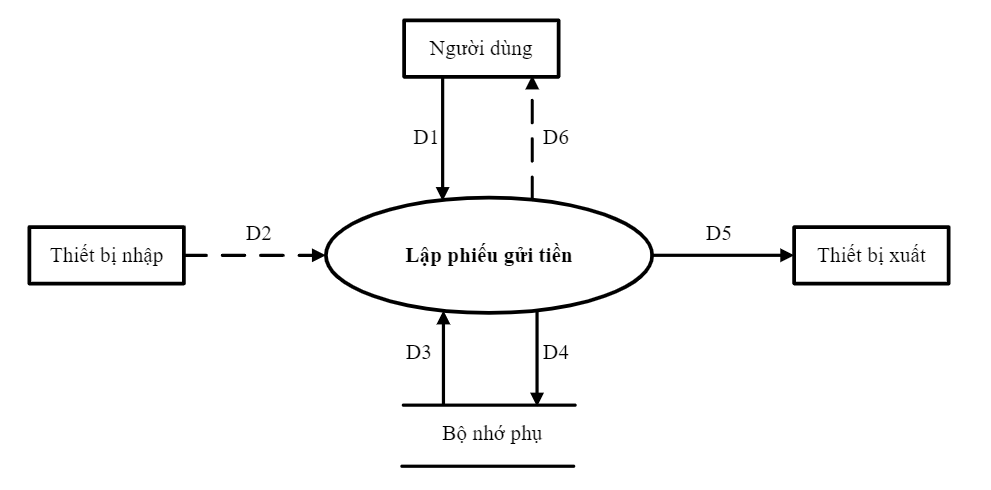 Người dùng
D1
D6
Thiết bị nhập
D2
Lập phiếu gửi tiền
D5
Thiết bị xuất
D3
D4
Bộ nhớ phụ